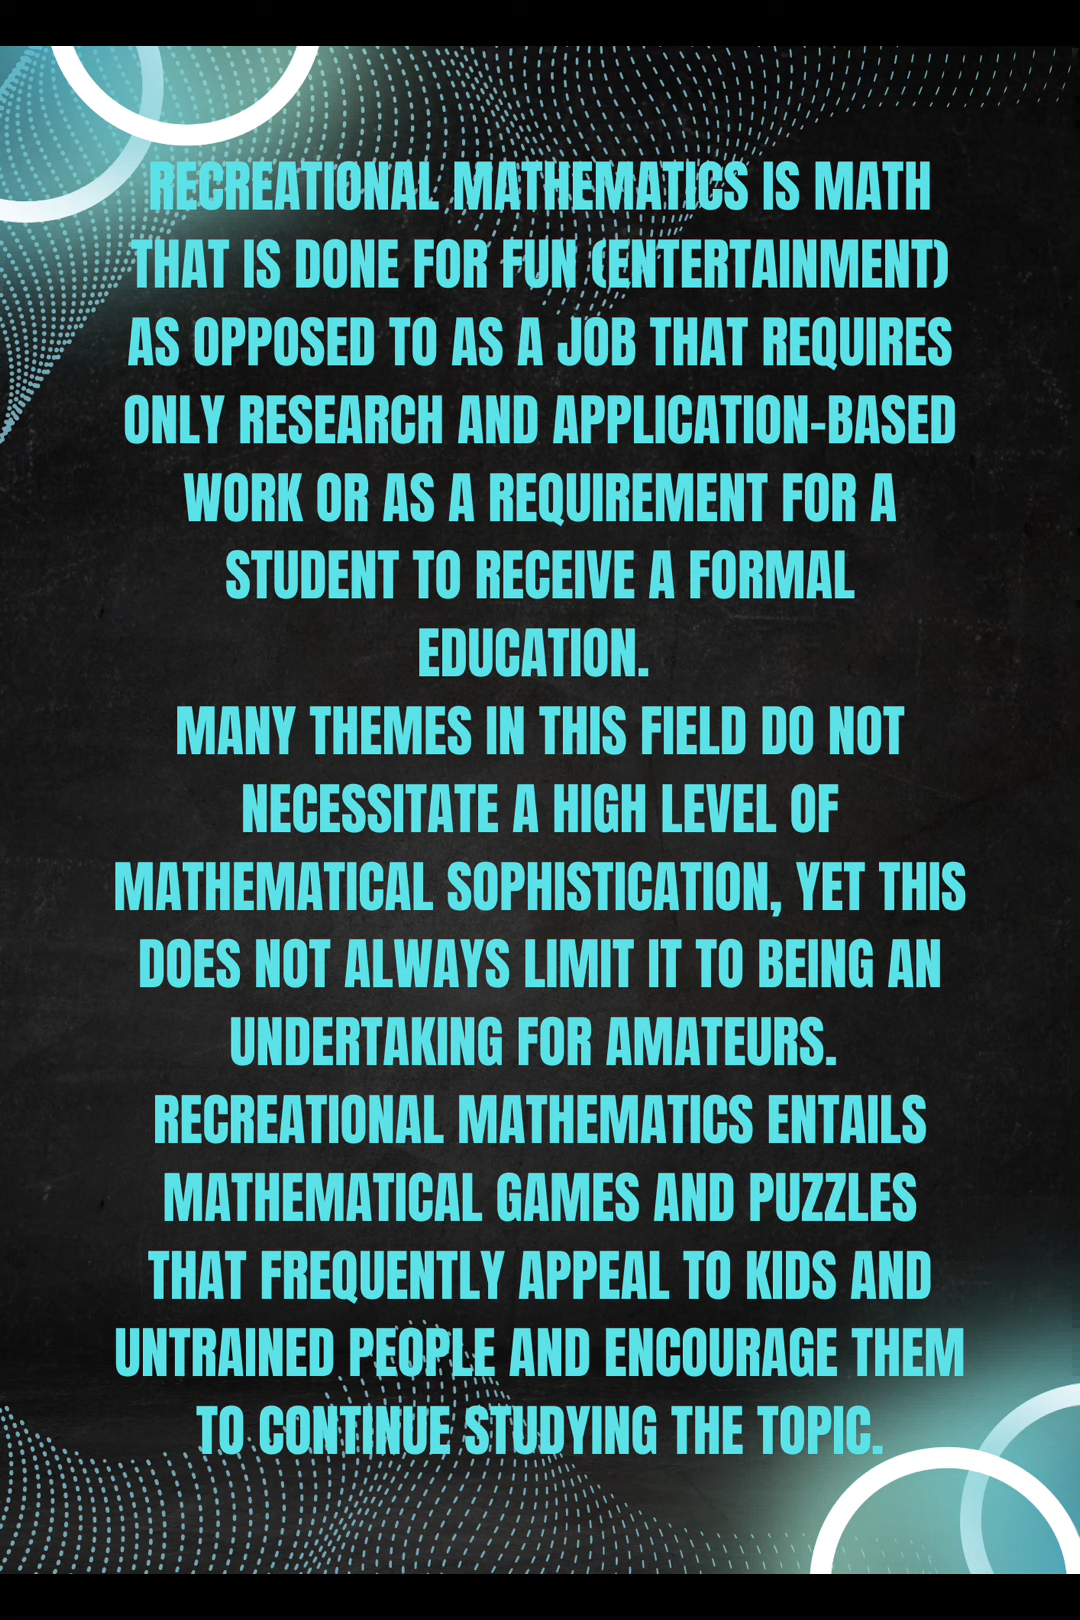 RECREATIONAL MATHEMATICS IS MATH
THAT IS DONE FOR FUN (ENTERTAINMENT)
AS OPPOSED TO AS A JOB THAT REQUIRES
ONLY RESEARCH AND APPLICATION-BASED
WORK OR AS A REQUIREMENT FOR A
STUDENT TO RECEIVE A FORMAL
EDUCATION.
MANY THEMES IN THIS FIELD DO NOT
NECESSITATE A HIGH LEVEL OF
MATHEMATICAL SOPHISTICATION, YET THIS
DOES NOT ALWAYS LIMIT IT TO BEING AN
UNDERTAKING FOR AMATEURS.
RECREATIONAL MATHEMATICS ENTAILS
MATHEMATICAL GAMES AND PUZZLES
THAT FREQUENTLY APPEAL TO KIDS AND
UNTRAINED PEOPLE AND ENCOURAGE THEM
TO CONTINUE STUDYING THE TOPIC.